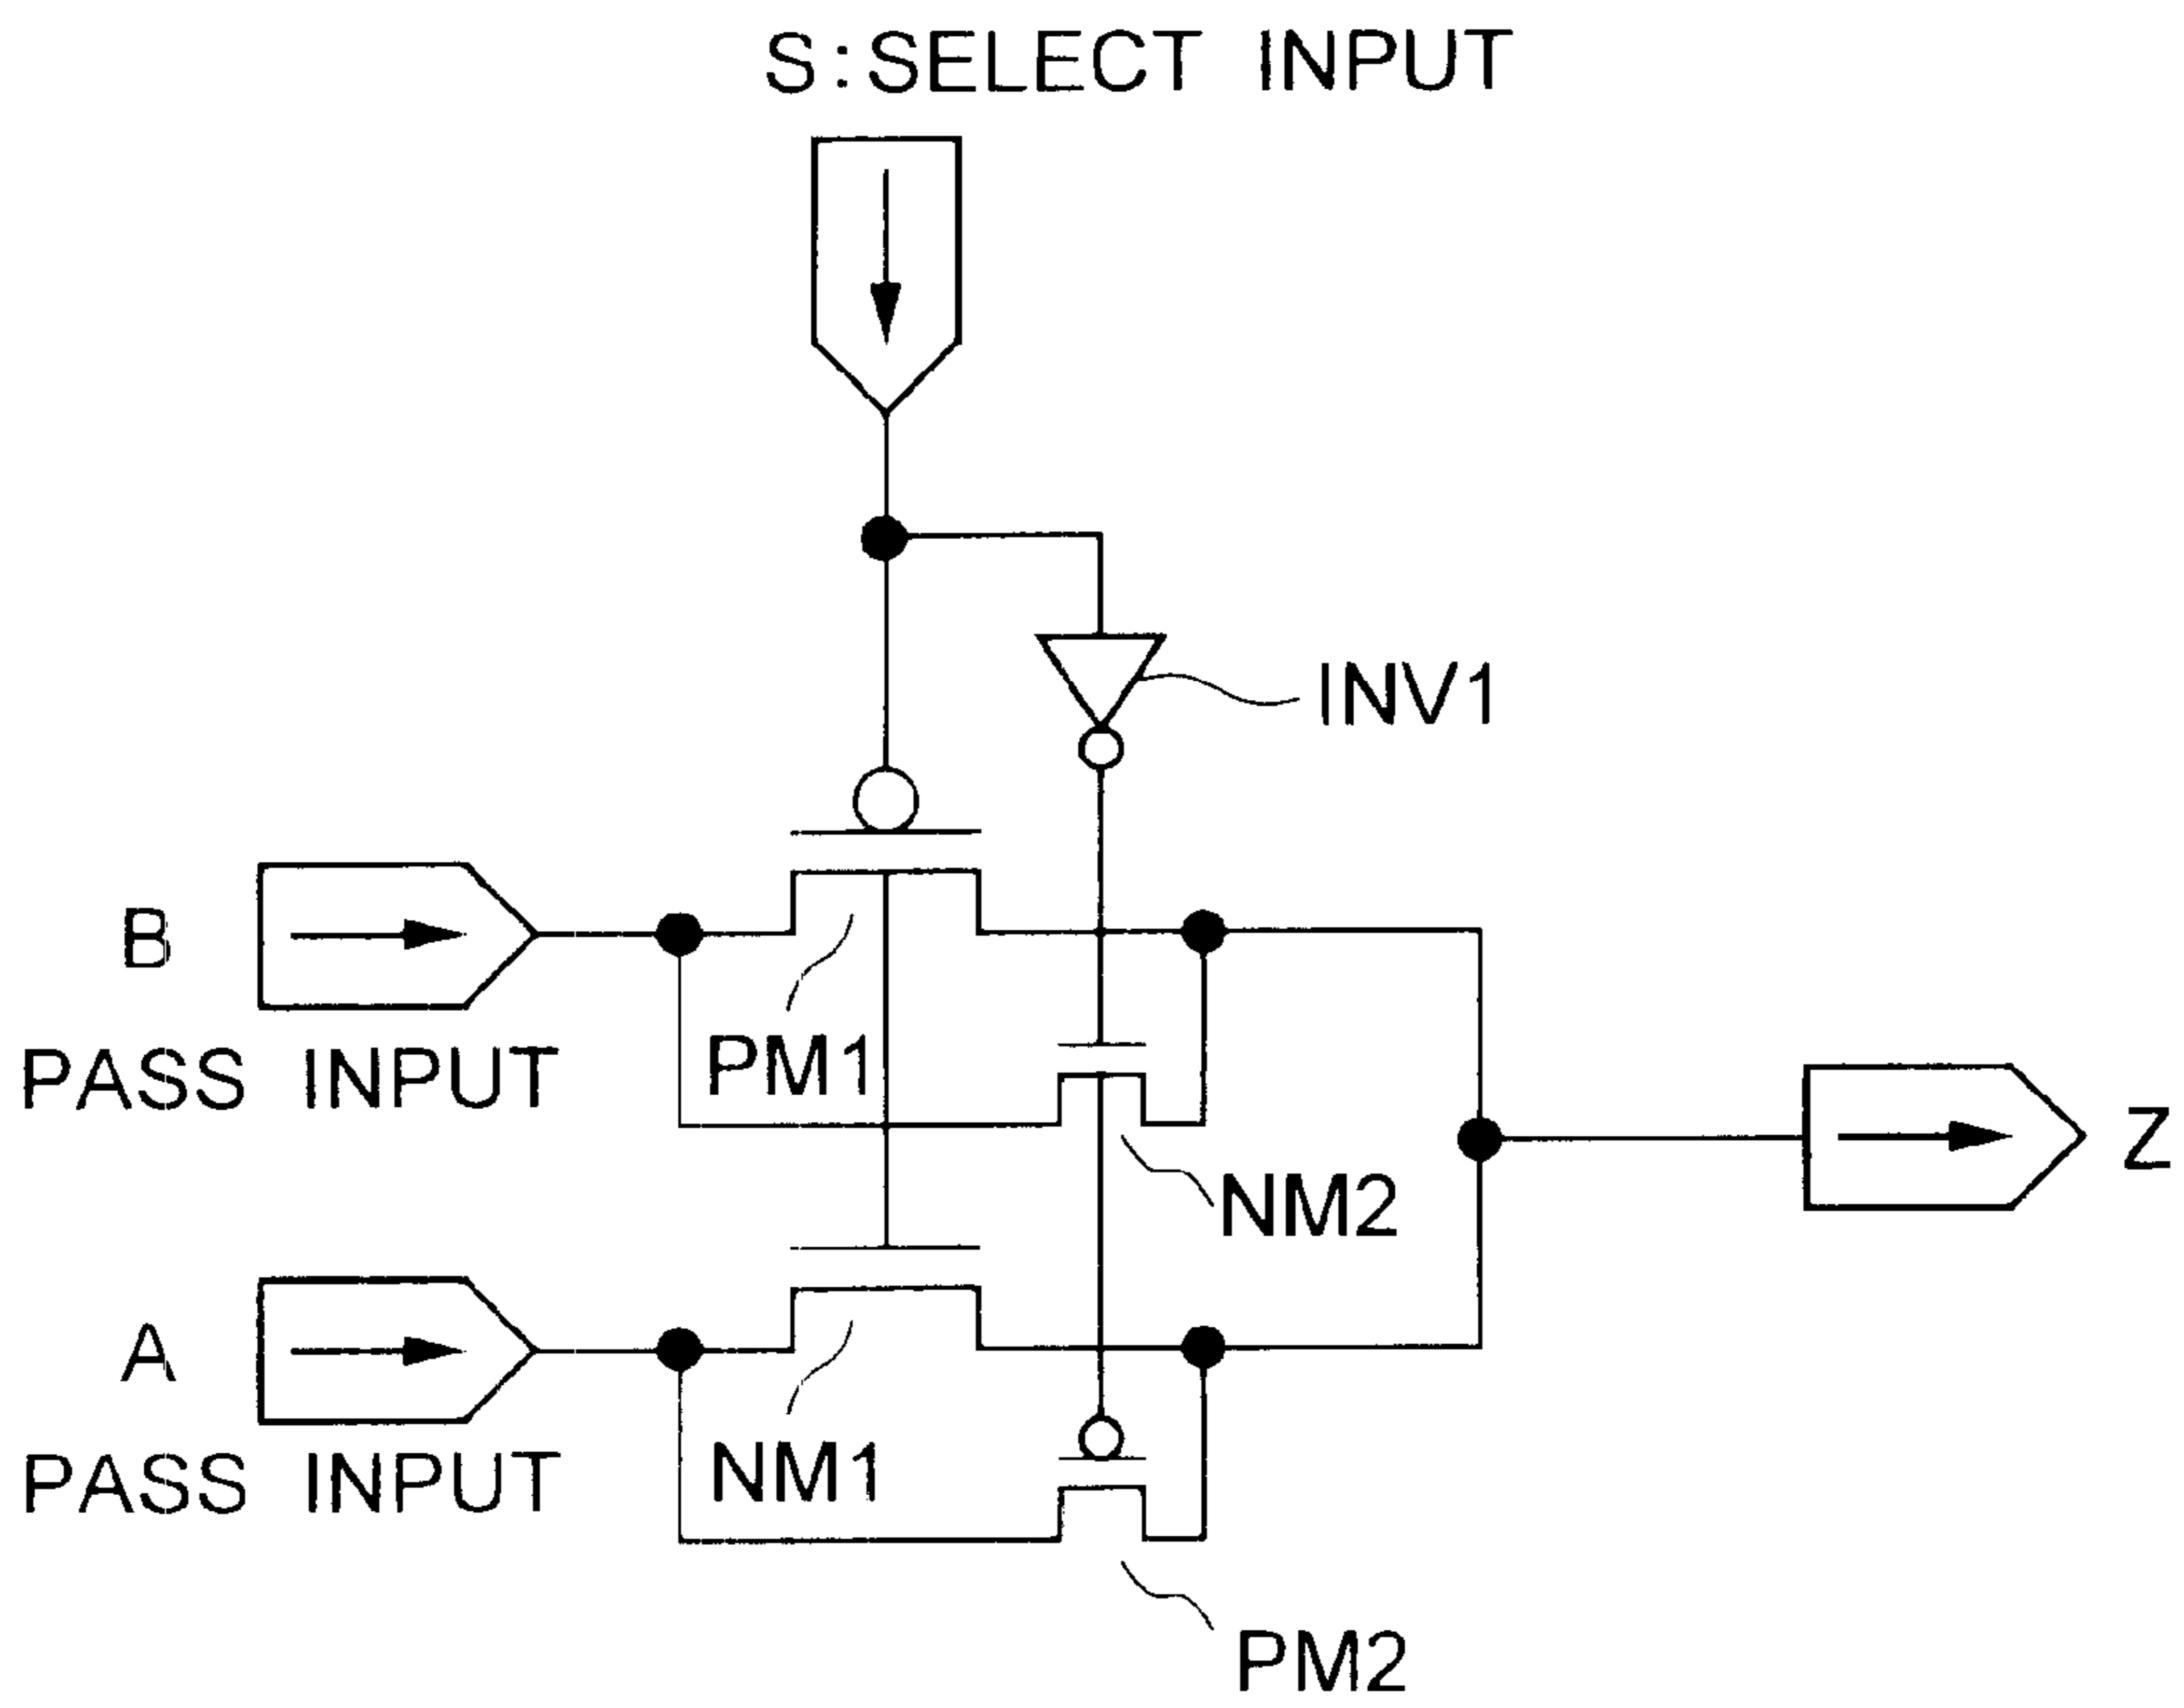 S:SELECT INPUT
INV1
B
PASS INPUT
PM1
NM2
Z
A
PASS INPUT
NM1
PM2